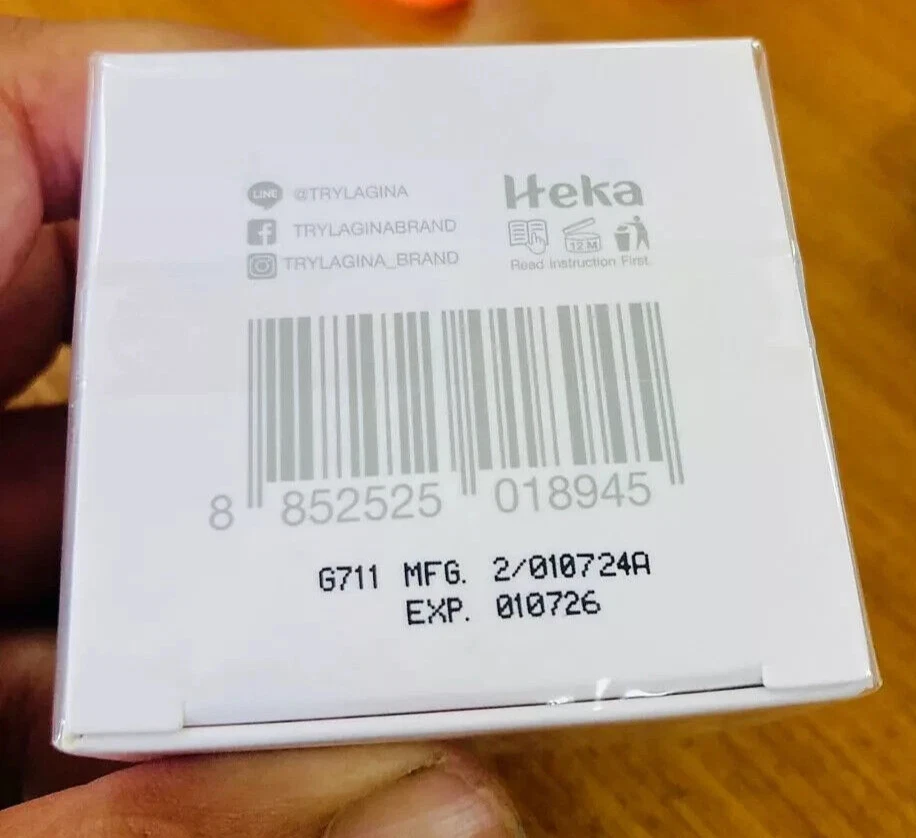 LINE @TRYLAGINA
TRYLAGINABRAND
TRYLAGINA_BRAND
Heka
12 M
Read Instruction First.
8 852525 018945
G711 MFG. 2/010724A
EXP. 010726